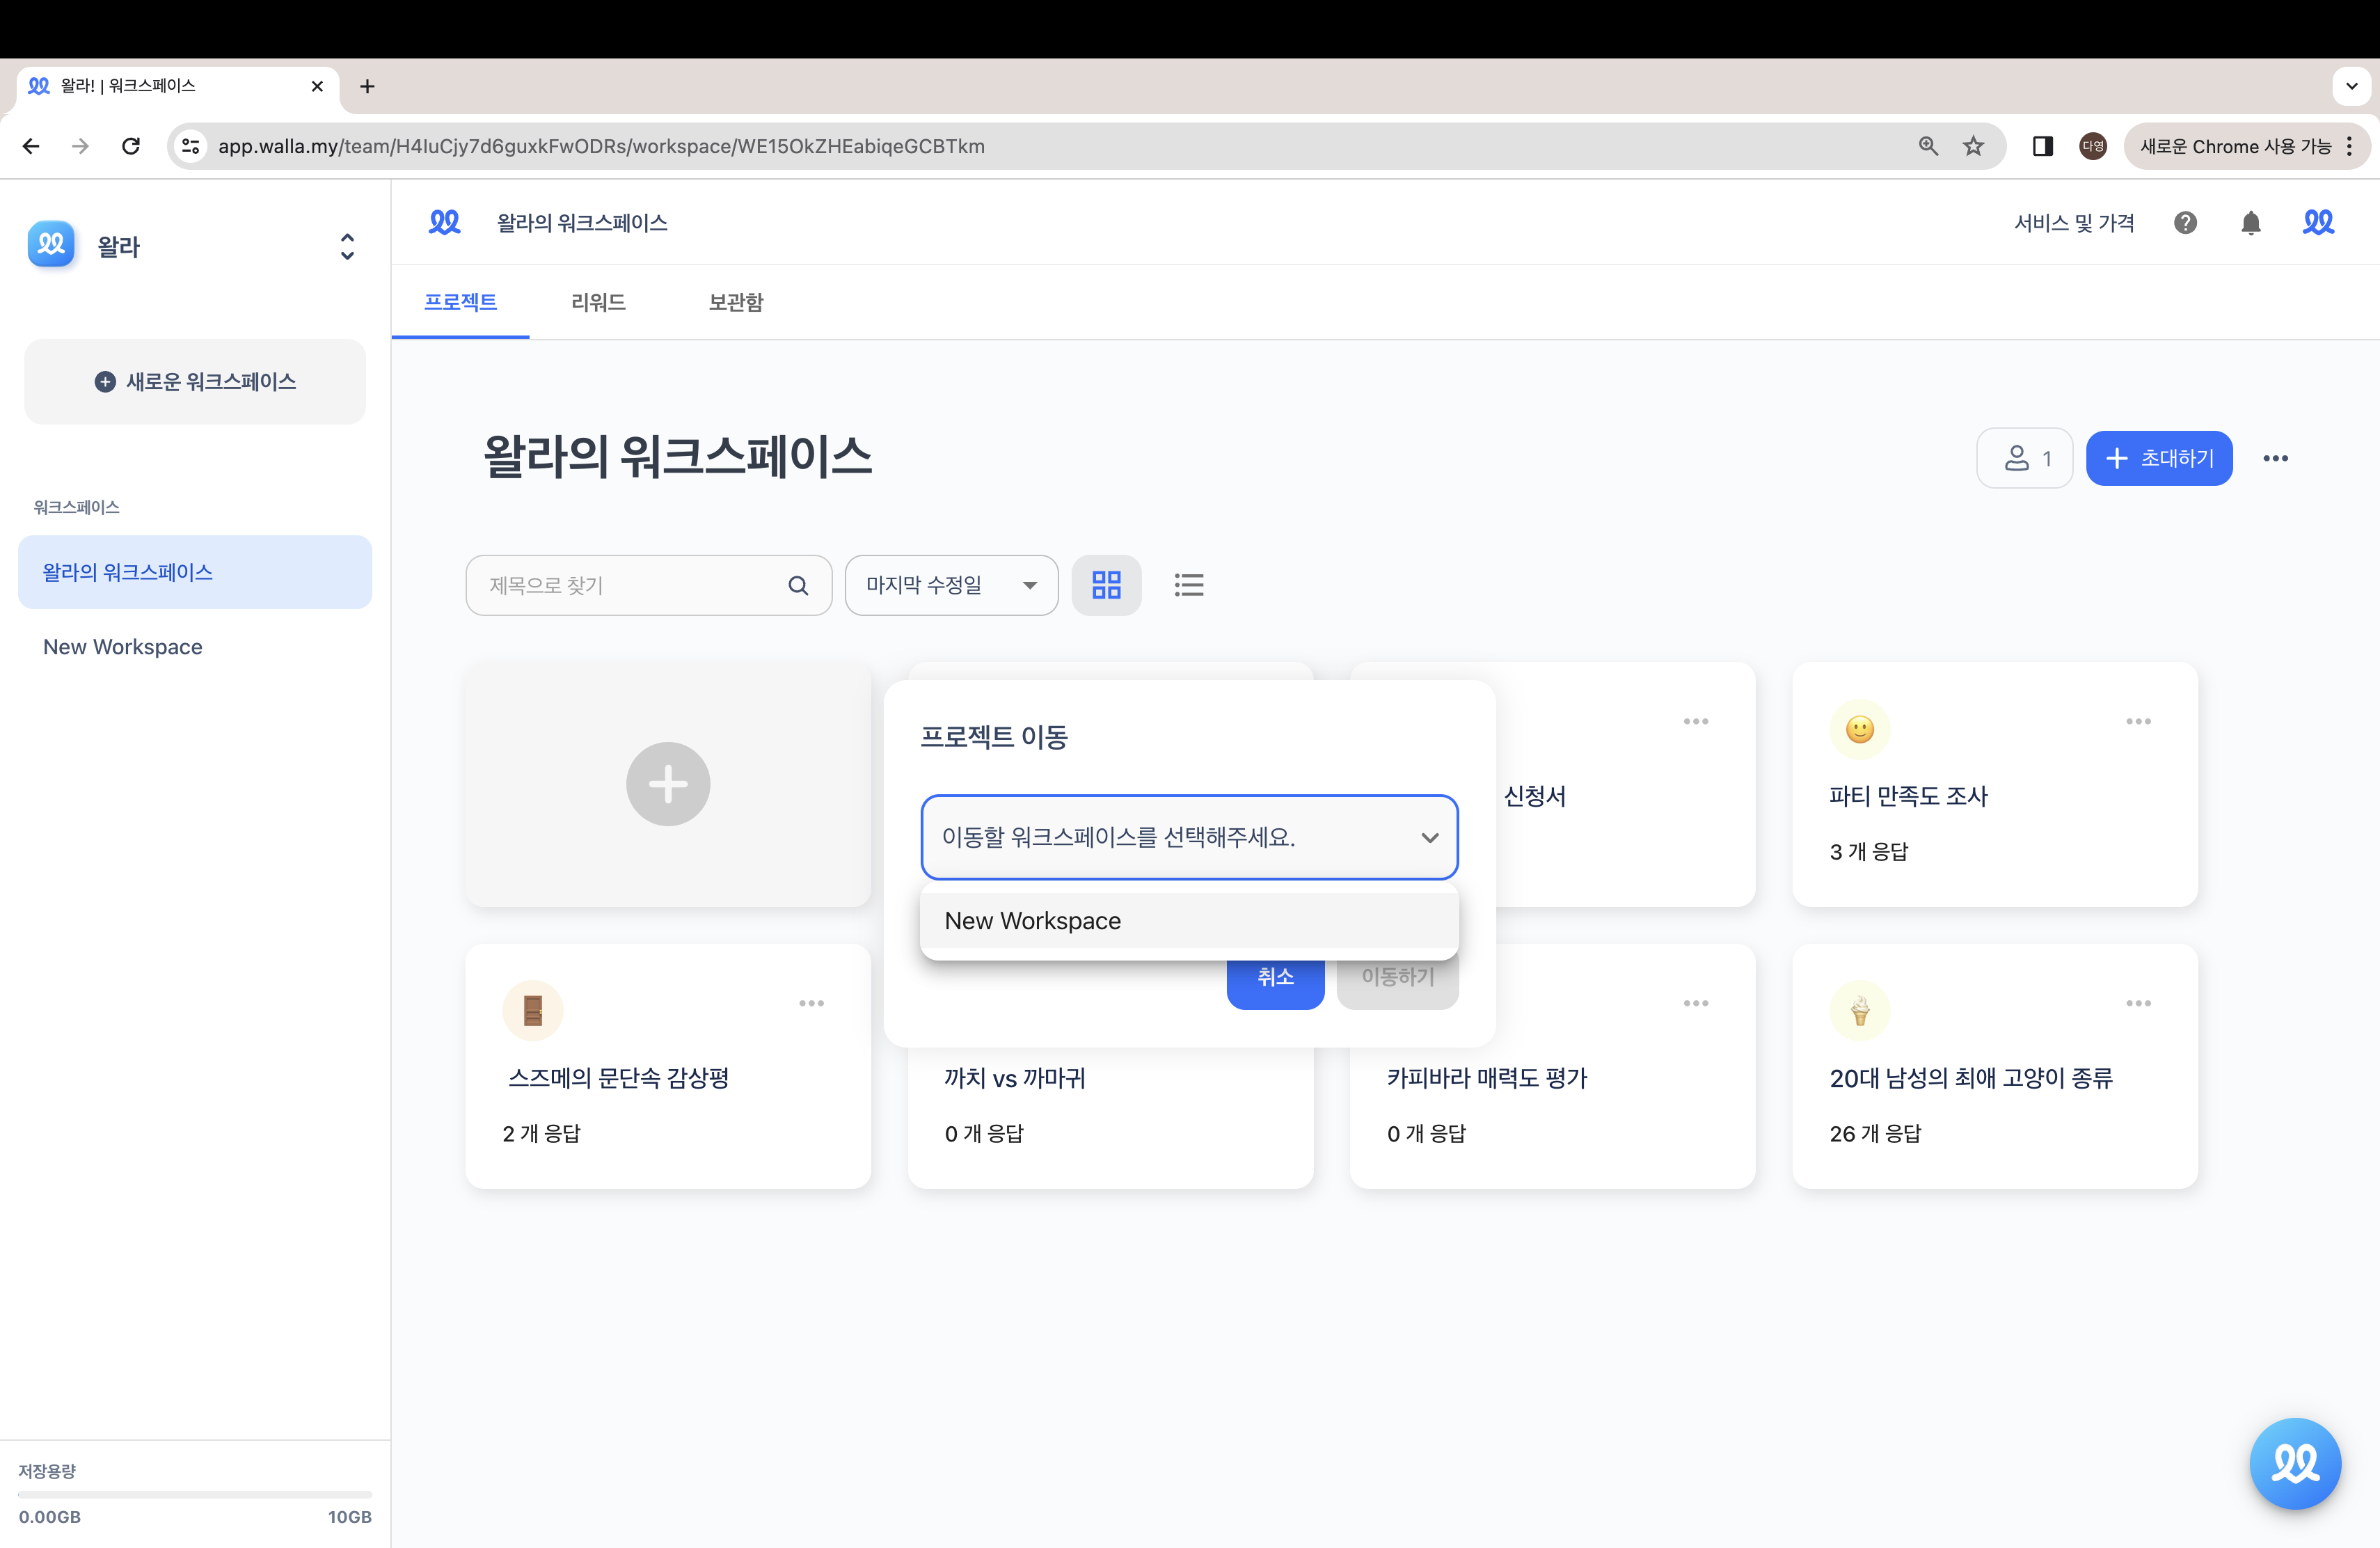 왈라! | 워크스페이스
app.walla.my/team/H4IuCjy7d6guxkFwODRs/workspace/WE15OkZHEabiqeGCBTkm
다영
새로운 Chrome 사용 가능
왈라
왈라의 워크스페이스
서비스 및 가격
프로젝트
리워드
보관함
새로운 워크스페이스
워크스페이스
왈라의 워크스페이스
New Workspace
왈라의 워크스페이스
1
초대하기
제목으로 찾기
마지막 수정일
프로젝트 이동
이동할 워크스페이스를 선택해주세요.
New Workspace
취소
이동하기
신청서
파티 만족도 조사
3 개 응답
스즈메의 문단속 감상평
2 개 응답
까치 vs 까마귀
0 개 응답
카피바라 매력도 평가
0 개 응답
20대 남성의 최애 고양이 종류
26 개 응답
저장용량
0.00GB
10GB